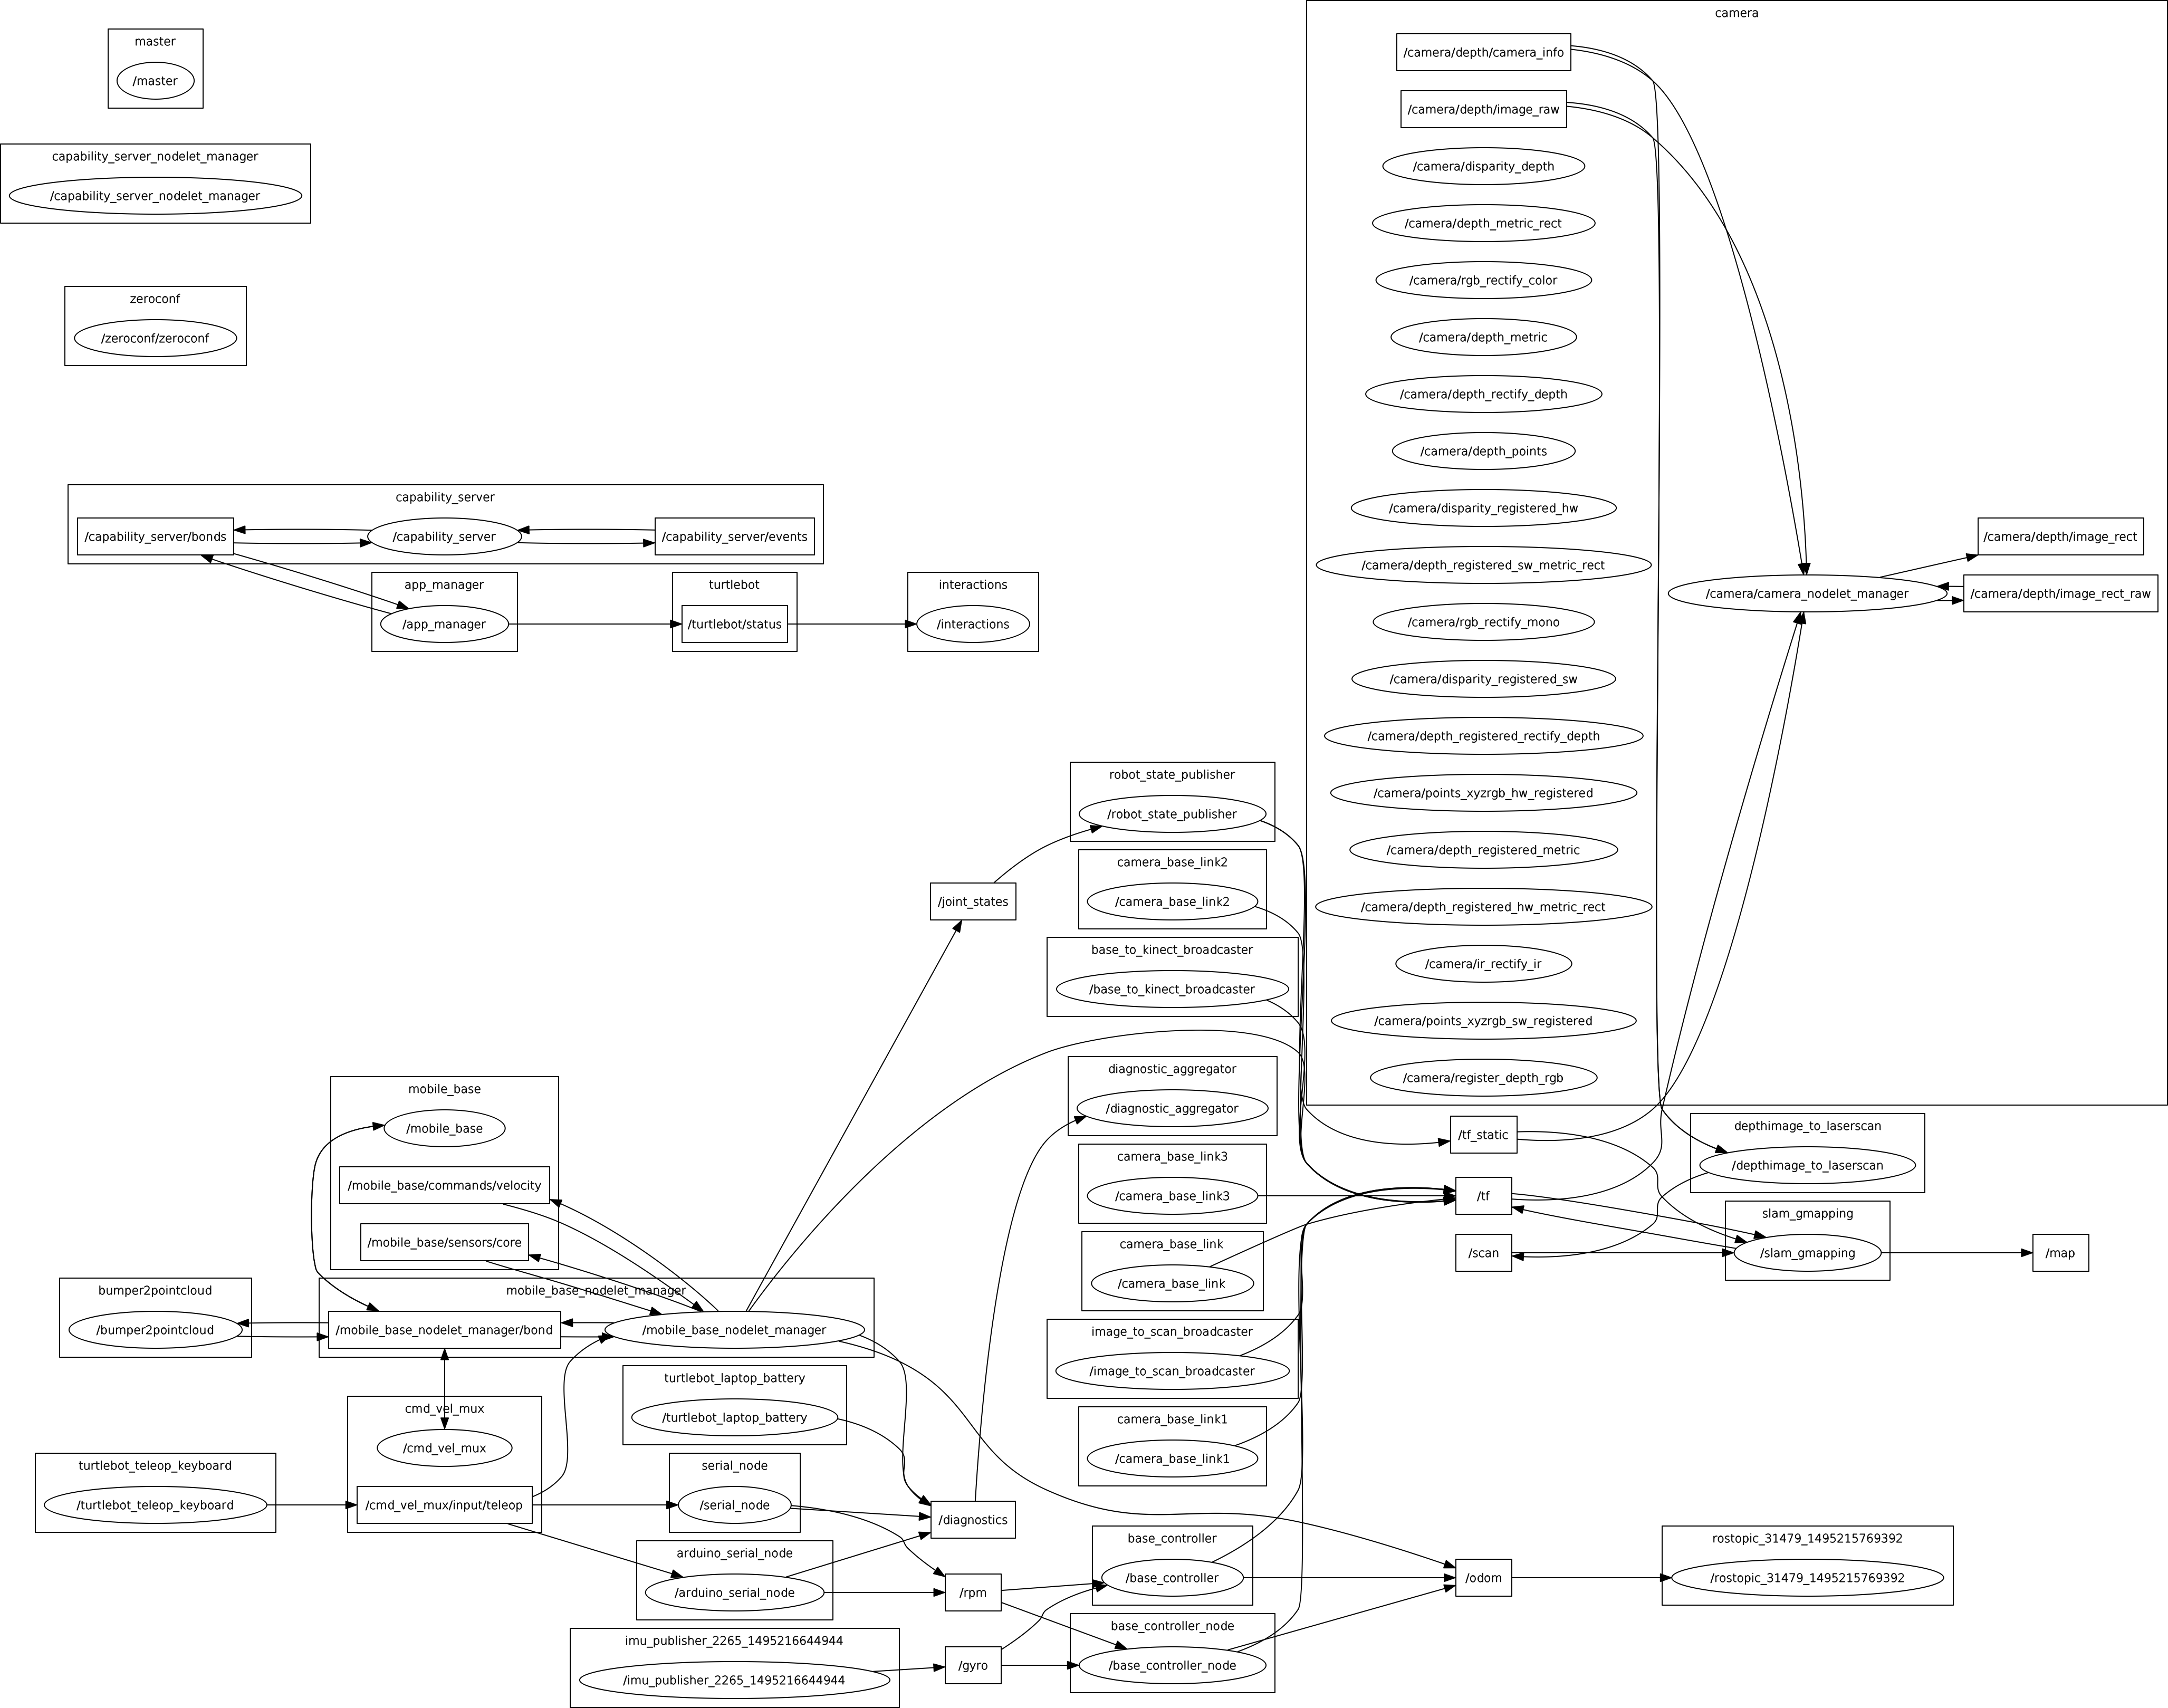 master
/master
capability_server_nodelet_manager
/capability_server_nodelet_manager
zeroconf
/zeroconf/zeroconf
capability_server
/capability_server/bonds
/capability_server
/capability_server/events
app_manager
/app_manager
turtlebot
/turtlebot/status
interactions
/interactions
camera
/camera/depth/camera_info
/camera/depth/image_raw
/camera/disparity_depth
/camera/depth_metric_rect
/camera/rgb_rectify_color
/camera/depth_metric
/camera/depth_rectify_depth
/camera/depth_points
/camera/disparity_registered_hw
/camera/depth_registered_sw_metric_rect
/camera/rgb_rectify_mono
/camera/disparity_registered_sw
/camera/depth_registered_rectify_depth
/camera/points_xyzrgb_hw_registered
/camera/depth_registered_metric
/camera/depth_registered_hw_metric_rect
/camera/ir_rectify_ir
/camera/points_xyzrgb_sw_registered
/camera/register_depth_rgb
/camera/camera_nodelet_manager
/camera/depth/image_rect
/camera/depth/image_rect_raw
robot_state_publisher
/robot_state_publisher
camera_base_link2
/camera_base_link2
/joint_states
base_to_kinect_broadcaster
/base_to_kinect_broadcaster
diagnostic_aggregator
/diagnostic_aggregator
camera_base_link3
/camera_base_link3
camera_base_link
/camera_base_link
image_to_scan_broadcaster
/image_to_scan_broadcaster
camera_base_link1
/camera_base_link1
mobile_base
/mobile_base
/mobile_base/commands/velocity
/mobile_base/sensors/core
bumper2pointcloud
/bumper2pointcloud
mobile_base_nodelet_manager
/mobile_base_nodelet_manager/bond
/mobile_base_nodelet_manager
turtlebot_laptop_battery
/turtlebot_laptop_battery
cmd_vel_mux
/cmd_vel_mux
/cmd_vel_mux/input/teleop
turtlebot_teleop_keyboard
/turtlebot_teleop_keyboard
serial_node
/serial_node
/diagnostics
arduino_serial_node
/arduino_serial_node
/rpm
imu_publisher_2265_1495216644944
/imu_publisher_2265_1495216644944
/gyro
base_controller
/base_controller
base_controller_node
/base_controller_node
/tf_static
/tf
/scan
depthimage_to_laserscan
/depthimage_to_laserscan
slam_gmapping
/slam_gmapping
/map
/odom
rostopic_31479_1495215769392
/rostopic_31479_1495215769392